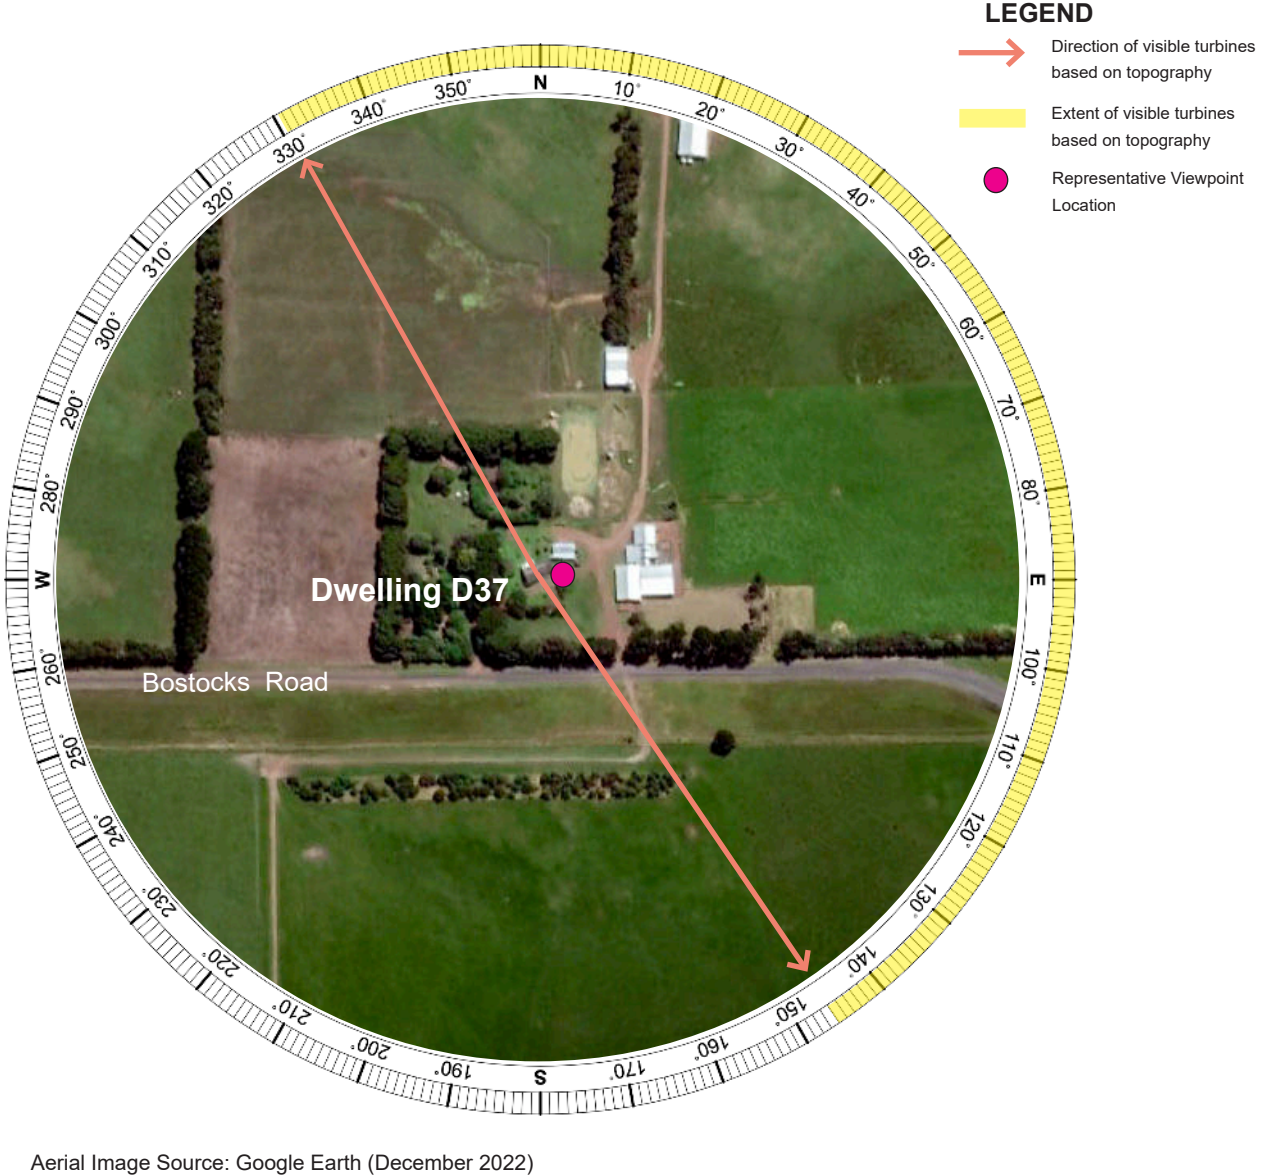 LEGEND
Direction of visible turbines
based on topography
Extent of visible turbines
based on topography
Representative Viewpoint
Location
N
10°
20°
30°
40°
50°
60°
70°
80°
E
100°
110°
120°
130°
140°
150°
160°
170°
S
190°
200°
210°
220°
230°
240°
250°
260°
W
280°
290°
300°
310°
320°
330°
340°
350°
Dwelling D37
Bostocks Road
Aerial Image Source: Google Earth (December 2022)